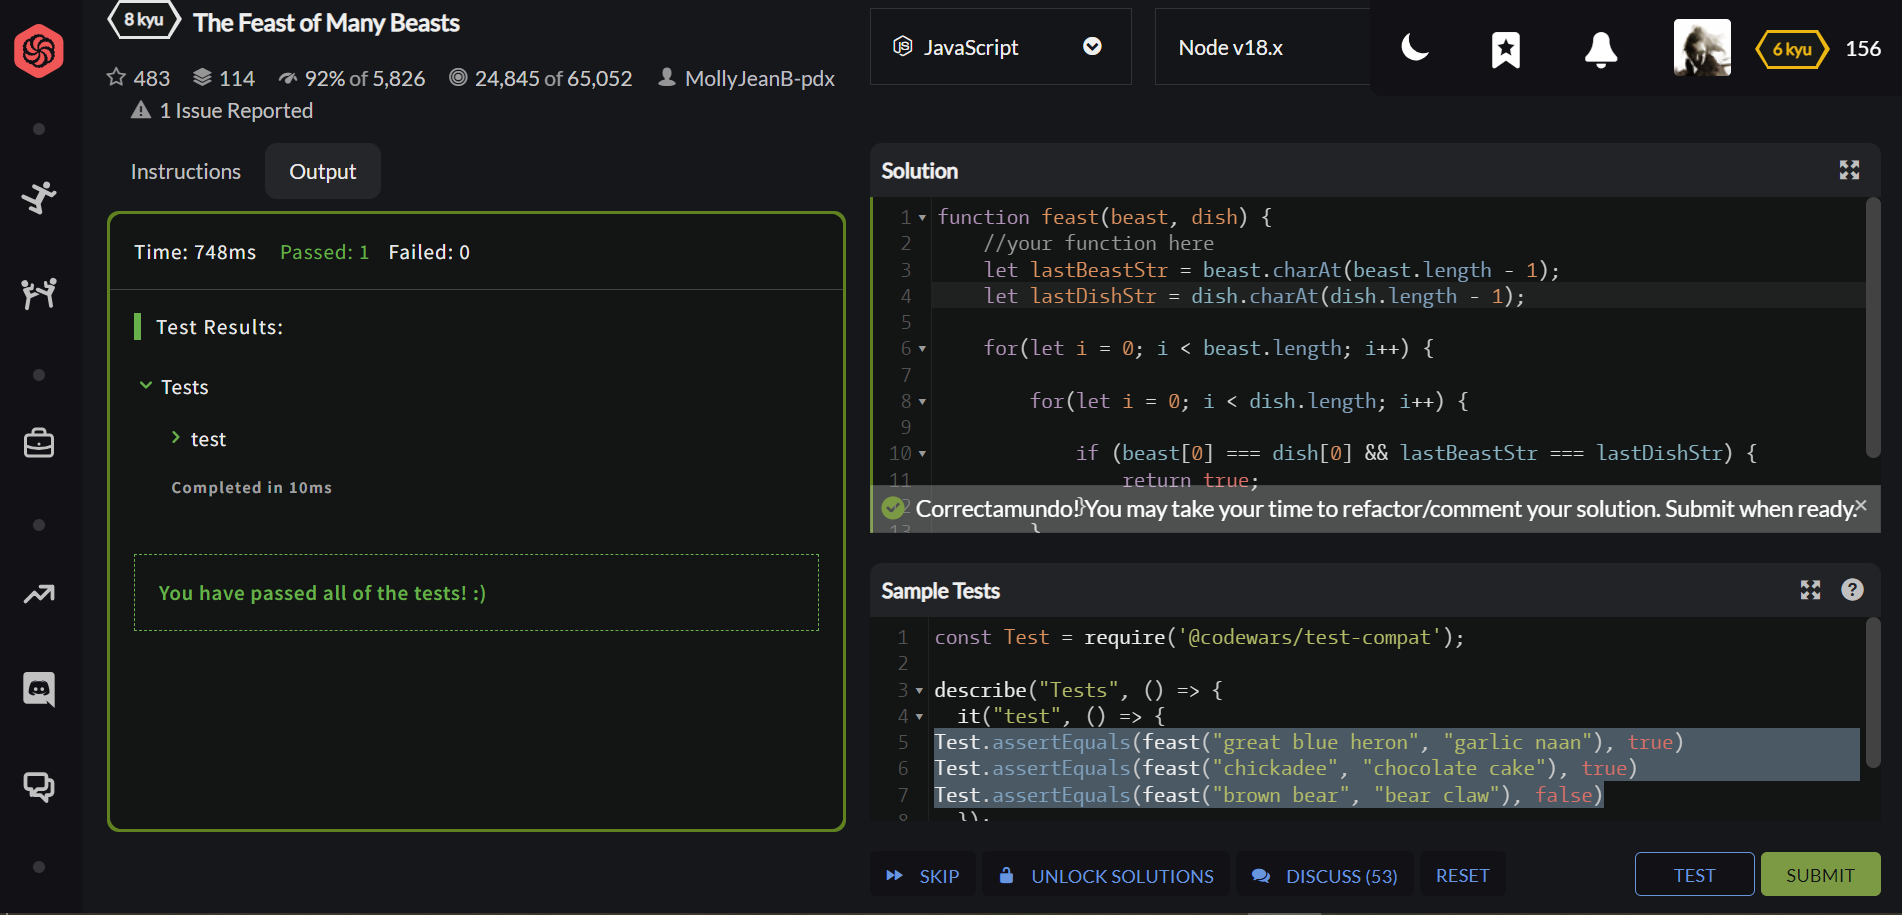 8 kyu The Feast of Many Beasts
483 114 92% of 5,826 24,845 of 65,052 MollyJeanB-pdx
1 Issue Reported
JavaScript
Node v18.x
6 kyu 156
Instructions Output
Time: 748ms Passed: 1 Failed: 0
Test Results:
Tests
test
Completed in 10ms
You have passed all of the tests! :)
Solution
1 function feast(beast, dish) {
2 //your function here
3 let lastBeastStr = beast.charAt(beast.length - 1);
4 let lastDishStr = dish.charAt(dish.length - 1);
5
6 for(let i = 0; i < beast.length; i++) {
7
8 for(let i = 0; i < dish.length; i++) {
9
10 if (beast[0] === dish[0] && lastBeastStr === lastDishStr) {
11 return true;
Correctamundo! You may take your time to refactor/comment your solution. Submit when ready.
13 }
Sample Tests
1 const Test = require('@codewars/test-compat');
2
3 describe("Tests", () => {
4 it("test", () => {
5 Test.assertEquals(feast("great blue heron", "garlic naan"), true)
6 Test.assertEquals(feast("chickadee", "chocolate cake"), true)
7 Test.assertEquals(feast("brown bear", "bear claw"), false)
8 });
SKIP UNLOCK SOLUTIONS DISCUSS (53) RESET TEST SUBMIT